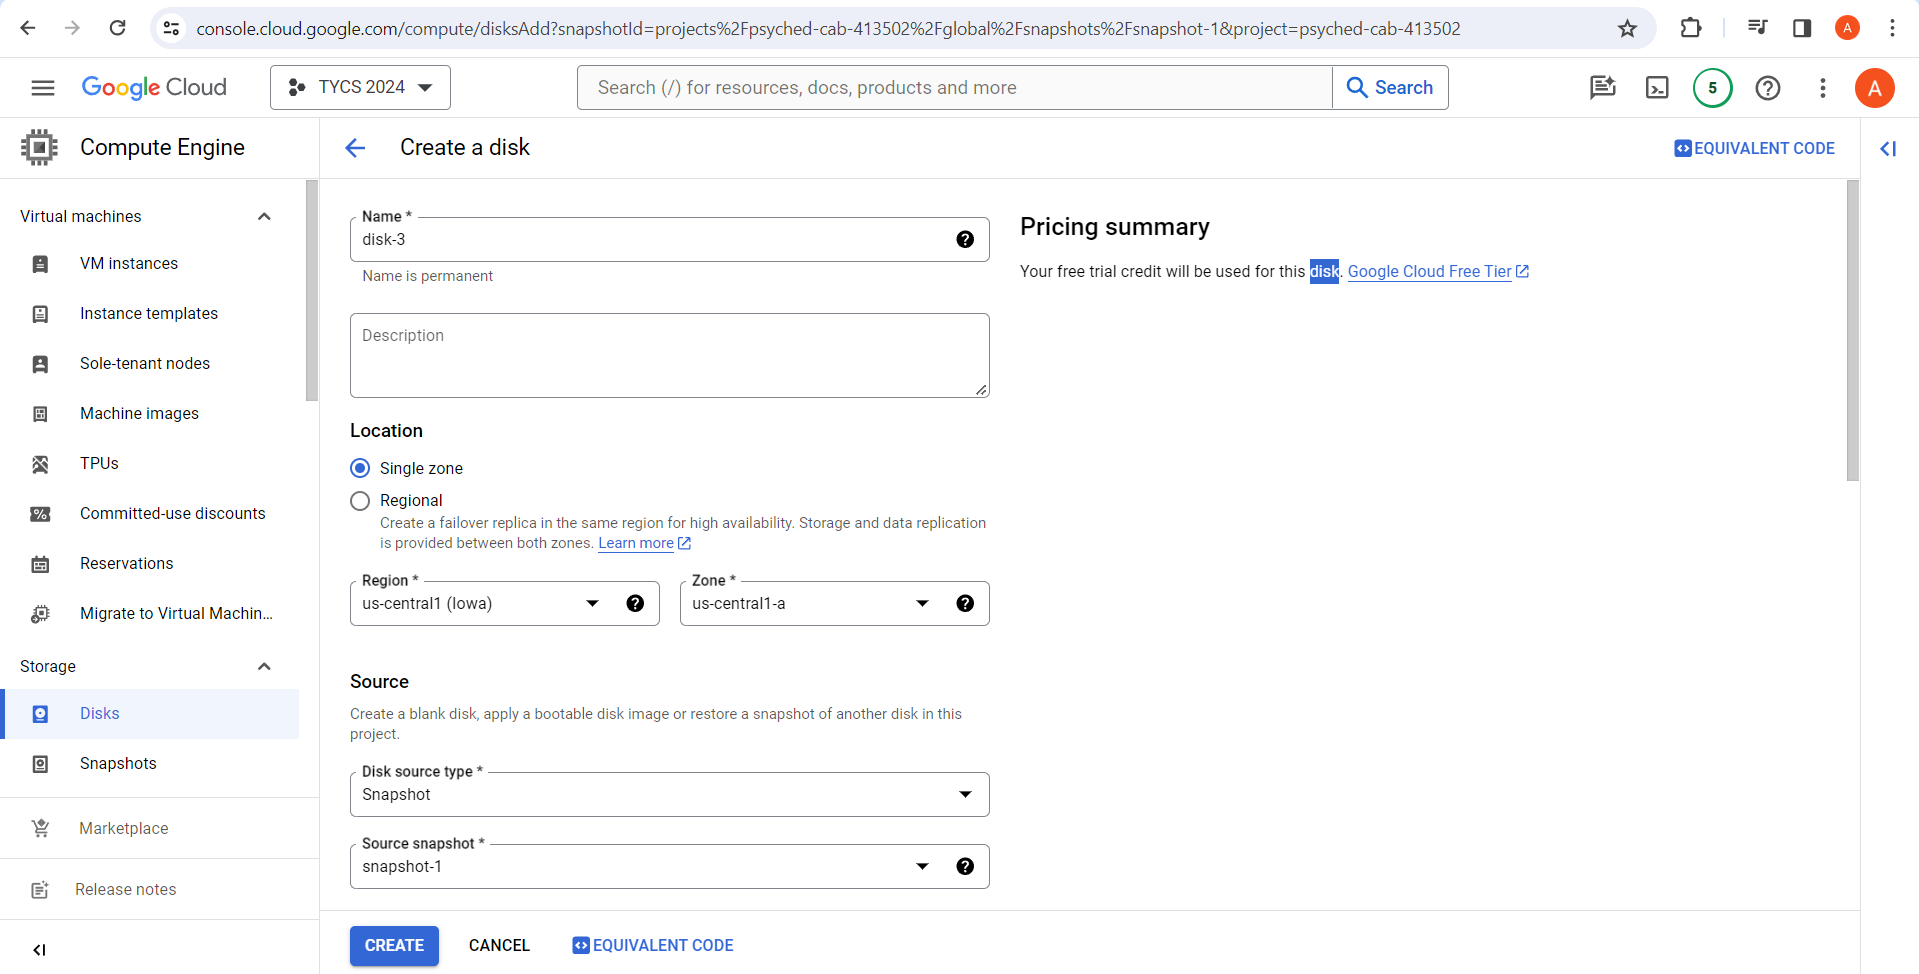 console.cloud.google.com/compute/disksAdd?snapshotId=projects%2Fpsyched-cab-413502%2Fglobal%2Fsnapshots%2Fsnapshot-1&project=psyched-cab-413502
A
Google Cloud
TYCS 2024
Search (/) for resources, docs, products and more
Search
5
A
Compute Engine
Create a disk
EQUIVALENT CODE
Virtual machines
VM instances
Instance templates
Sole-tenant nodes
Machine images
TPUs
Committed-use discounts
Reservations
Migrate to Virtual Machin...
Storage
Disks
Snapshots
Marketplace
Release notes
Name *
disk-3
Name is permanent
Description
Location
Single zone
Regional
Create a failover replica in the same region for high availability. Storage and data replication
is provided between both zones. Learn more
Region *
us-central1 (Iowa)
Zone *
us-central1-a
Source
Create a blank disk, apply a bootable disk image or restore a snapshot of another disk in this
project.
Disk source type *
Snapshot
Source snapshot *
snapshot-1
CREATE
CANCEL
EQUIVALENT CODE
Pricing summary
Your free trial credit will be used for this disk. Google Cloud Free Tier